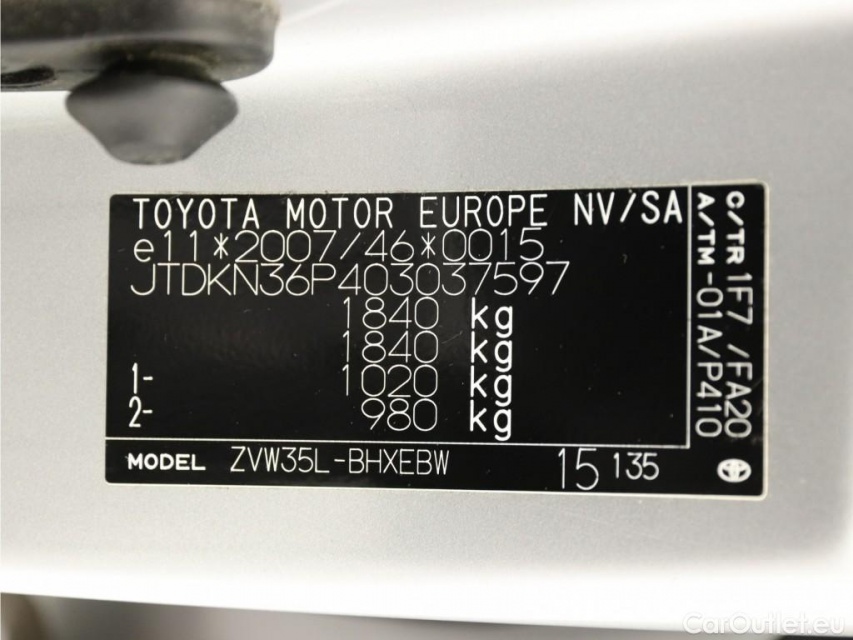 TOYOTA MOTOR EUROPE NV/SA
e11*2007/46*0015
JTDKN36P403037597
1840 kg
1840 kg
1- 1020 kg
2- 980 kg
MODEL ZVW35L-BHXEBW 15 135
C/TR 1F7 /FA20
A/TM -01A/P410
CarOutlet.eu